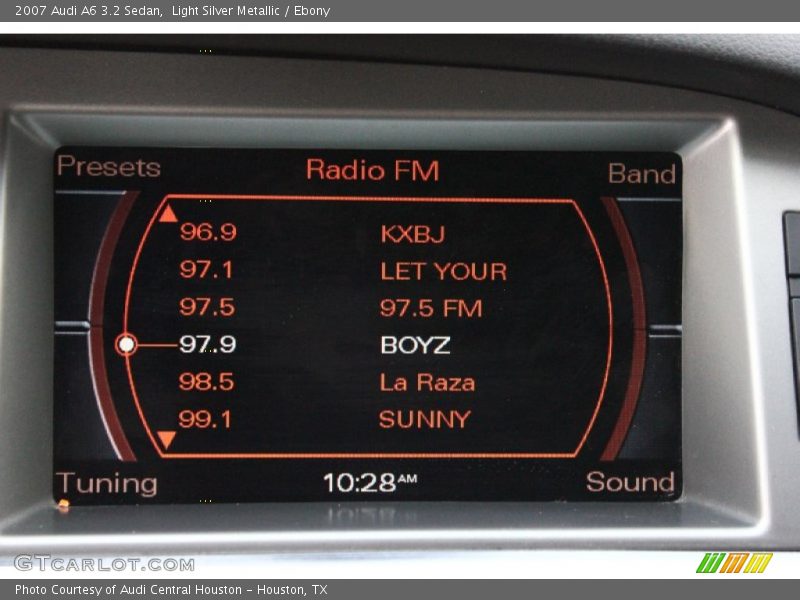 2007 Audi A6 3.2 Sedan, Light Silver Metallic / Ebony
Presets Radio FM Band
96.9 KXBJ
97.1 LET YOUR
97.5 97.5 FM
97.9 BOYZ
98.5 La Raza
99.1 SUNNY
Tuning 10:28 AM Sound
GTCARLOT.COM
Photo Courtesy of Audi Central Houston - Houston, TX